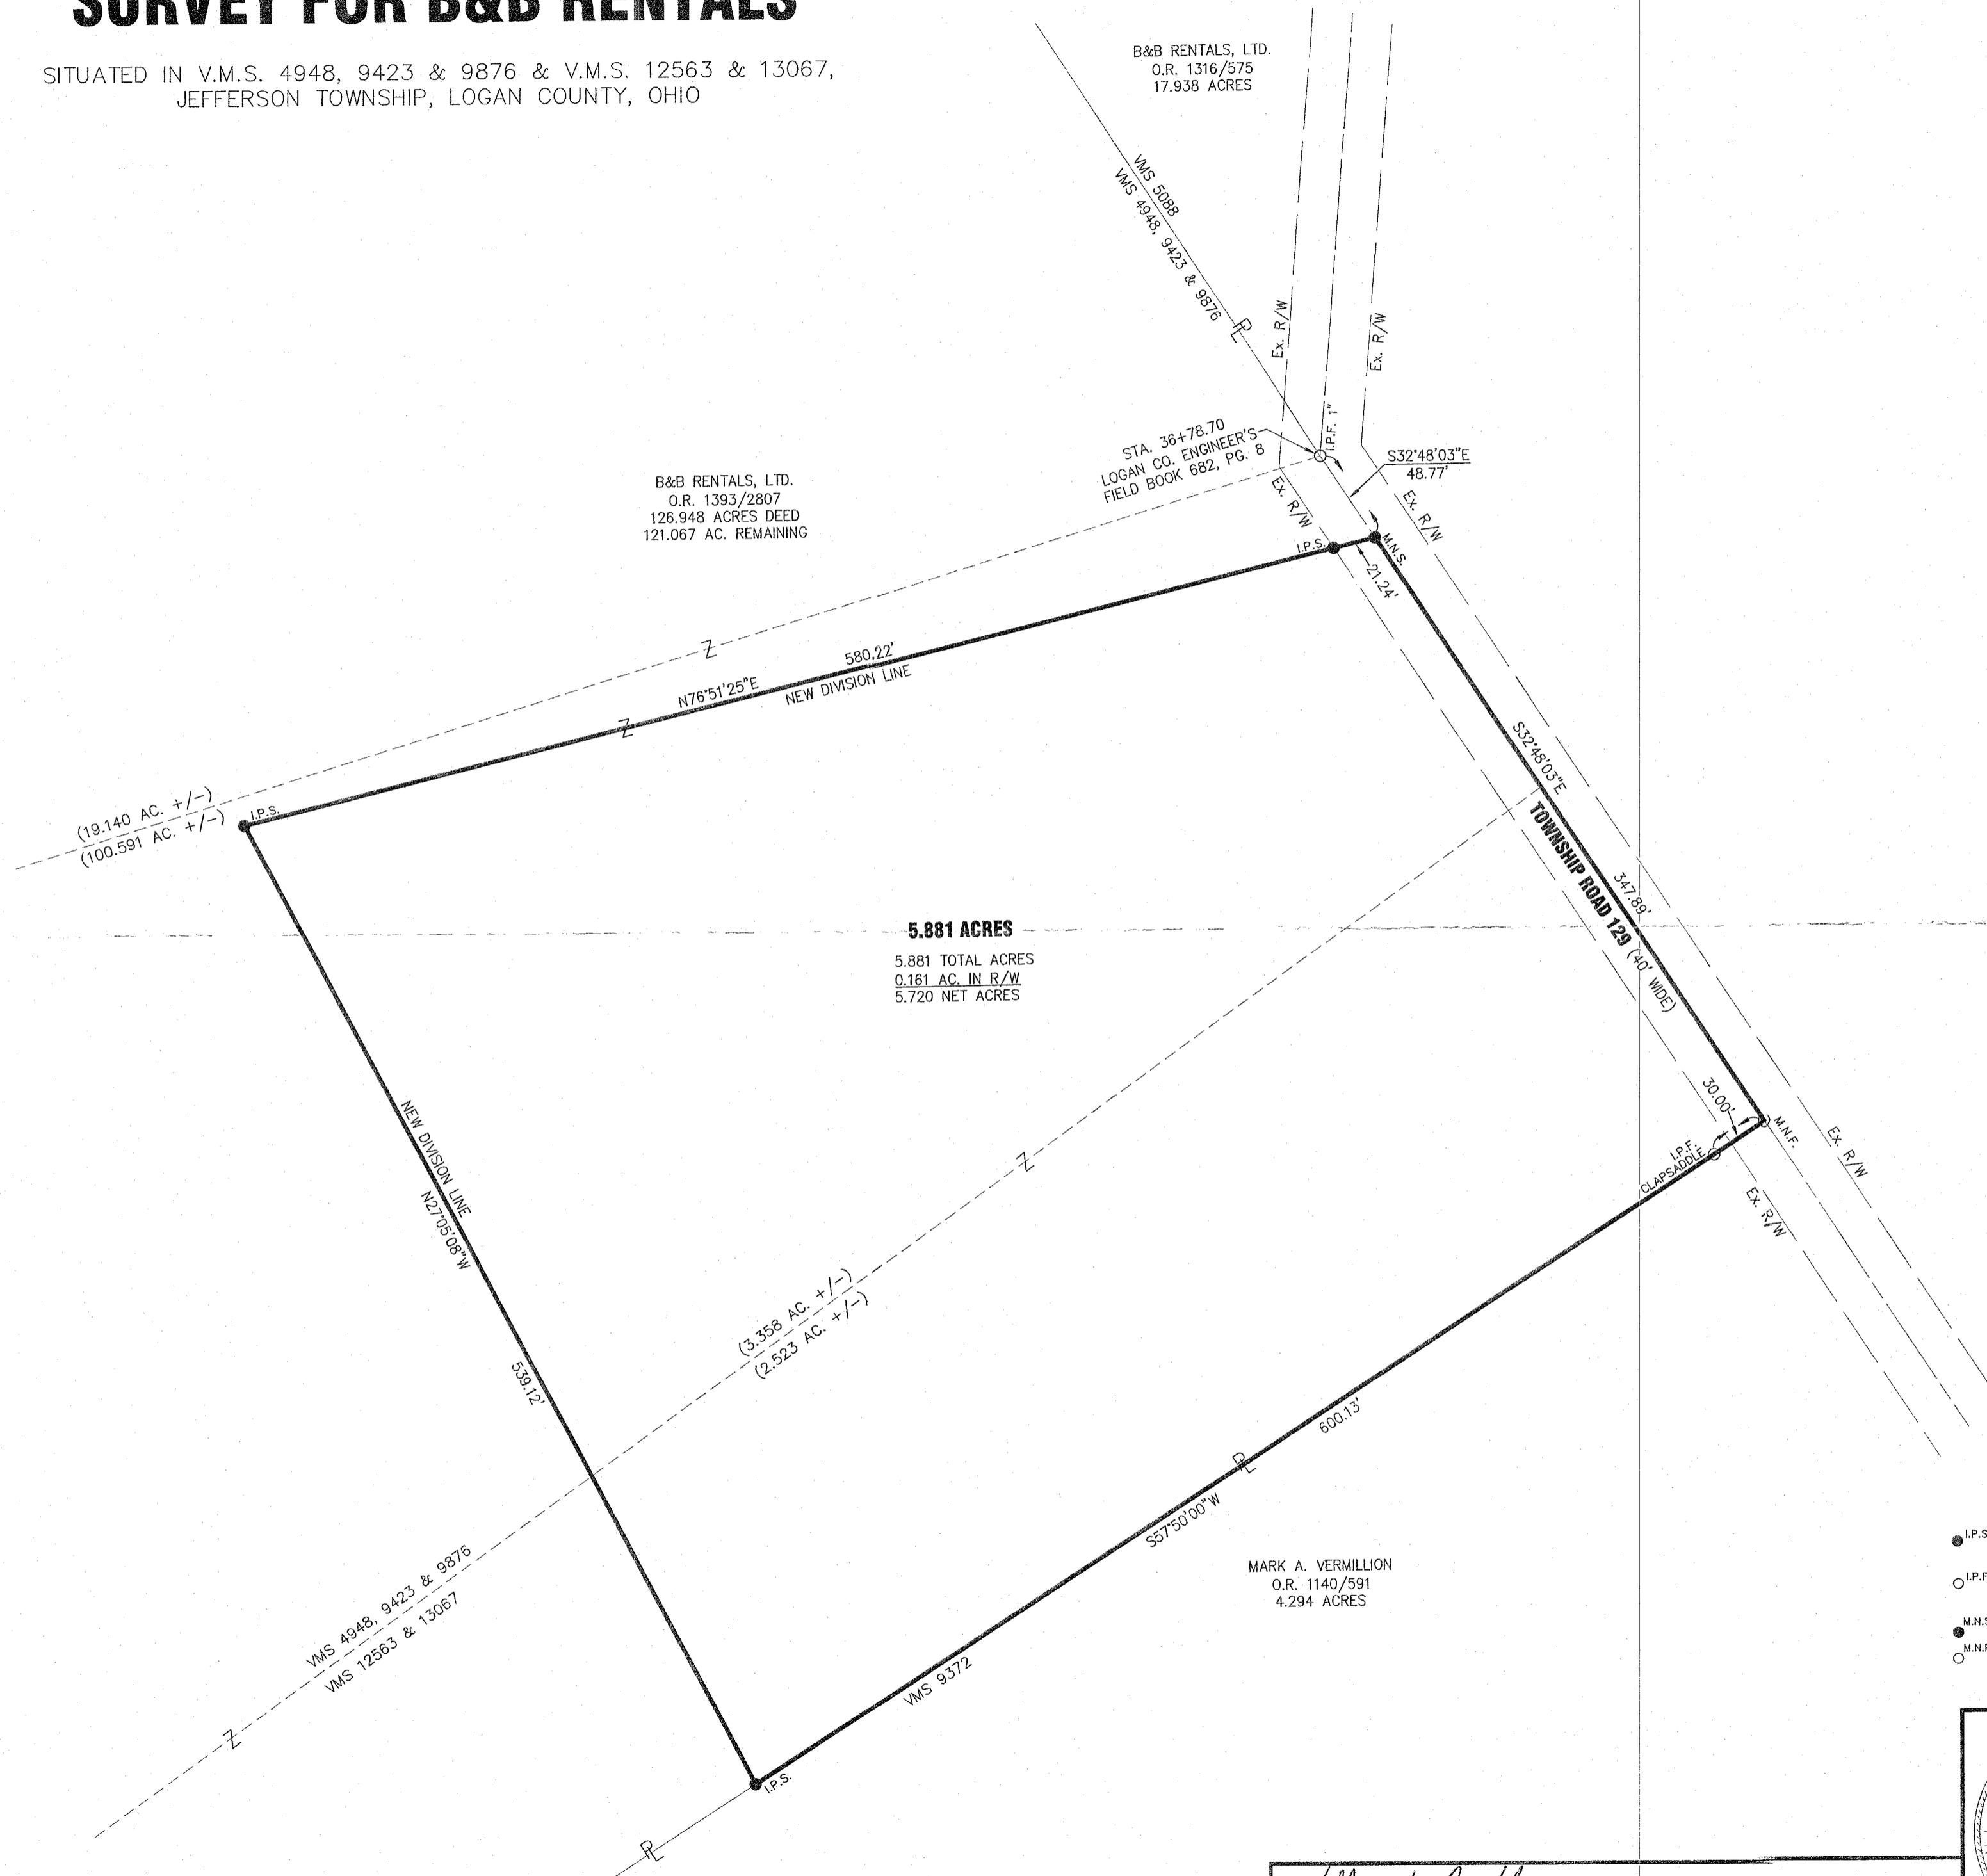 SURVEY FOR B&B RENTALS
SITUATED IN V.M.S. 4948, 9423 & 9876 & V.M.S. 12563 & 13067,
JEFFERSON TOWNSHIP, LOGAN COUNTY, OHIO
B&B RENTALS, LTD.
O.R. 1316/575
17.938 ACRES
VMS 5088
VMS 4948, 9423 & 9876
PL
Ex. R/W
Ex. R/W
I.P.F. 1"
STA. 36+78.70
LOGAN CO. ENGINEER'S
FIELD BOOK 682, PG. 8
S32°48'03"E
48.77'
Ex. R/W
Ex. R/W
B&B RENTALS, LTD.
O.R. 1393/2807
126.948 ACRES DEED
121.067 AC. REMAINING
I.P.S.
M.N.S.
21.24'
Z
580.22'
N76°51'25"E
NEW DIVISION LINE
Z
S32°48'03"E
TOWNSHIP ROAD 129 (40' WIDE)
347.89'
(19.140 AC. +/-)
(100.591 AC. +/-)
I.P.S.
5.881 ACRES
5.881 TOTAL ACRES
0.161 AC. IN R/W
5.720 NET ACRES
NEW DIVISION LINE
N27°05'08"W
539.12'
30.00'
M.N.F.
I.P.F.
CLAPSADDLE
Ex. R/W
Ex. R/W
Z
(3.358 AC. +/-)
(2.523 AC. +/-)
600.13'
PL
S57°50'00"W
MARK A. VERMILLION
O.R. 1140/591
4.294 ACRES
VMS 4948, 9423 & 9876
VMS 12563 & 13067
Z
VMS 9372
I.P.S.
PL
I.P.S
I.P.F
M.N.S
M.N.F